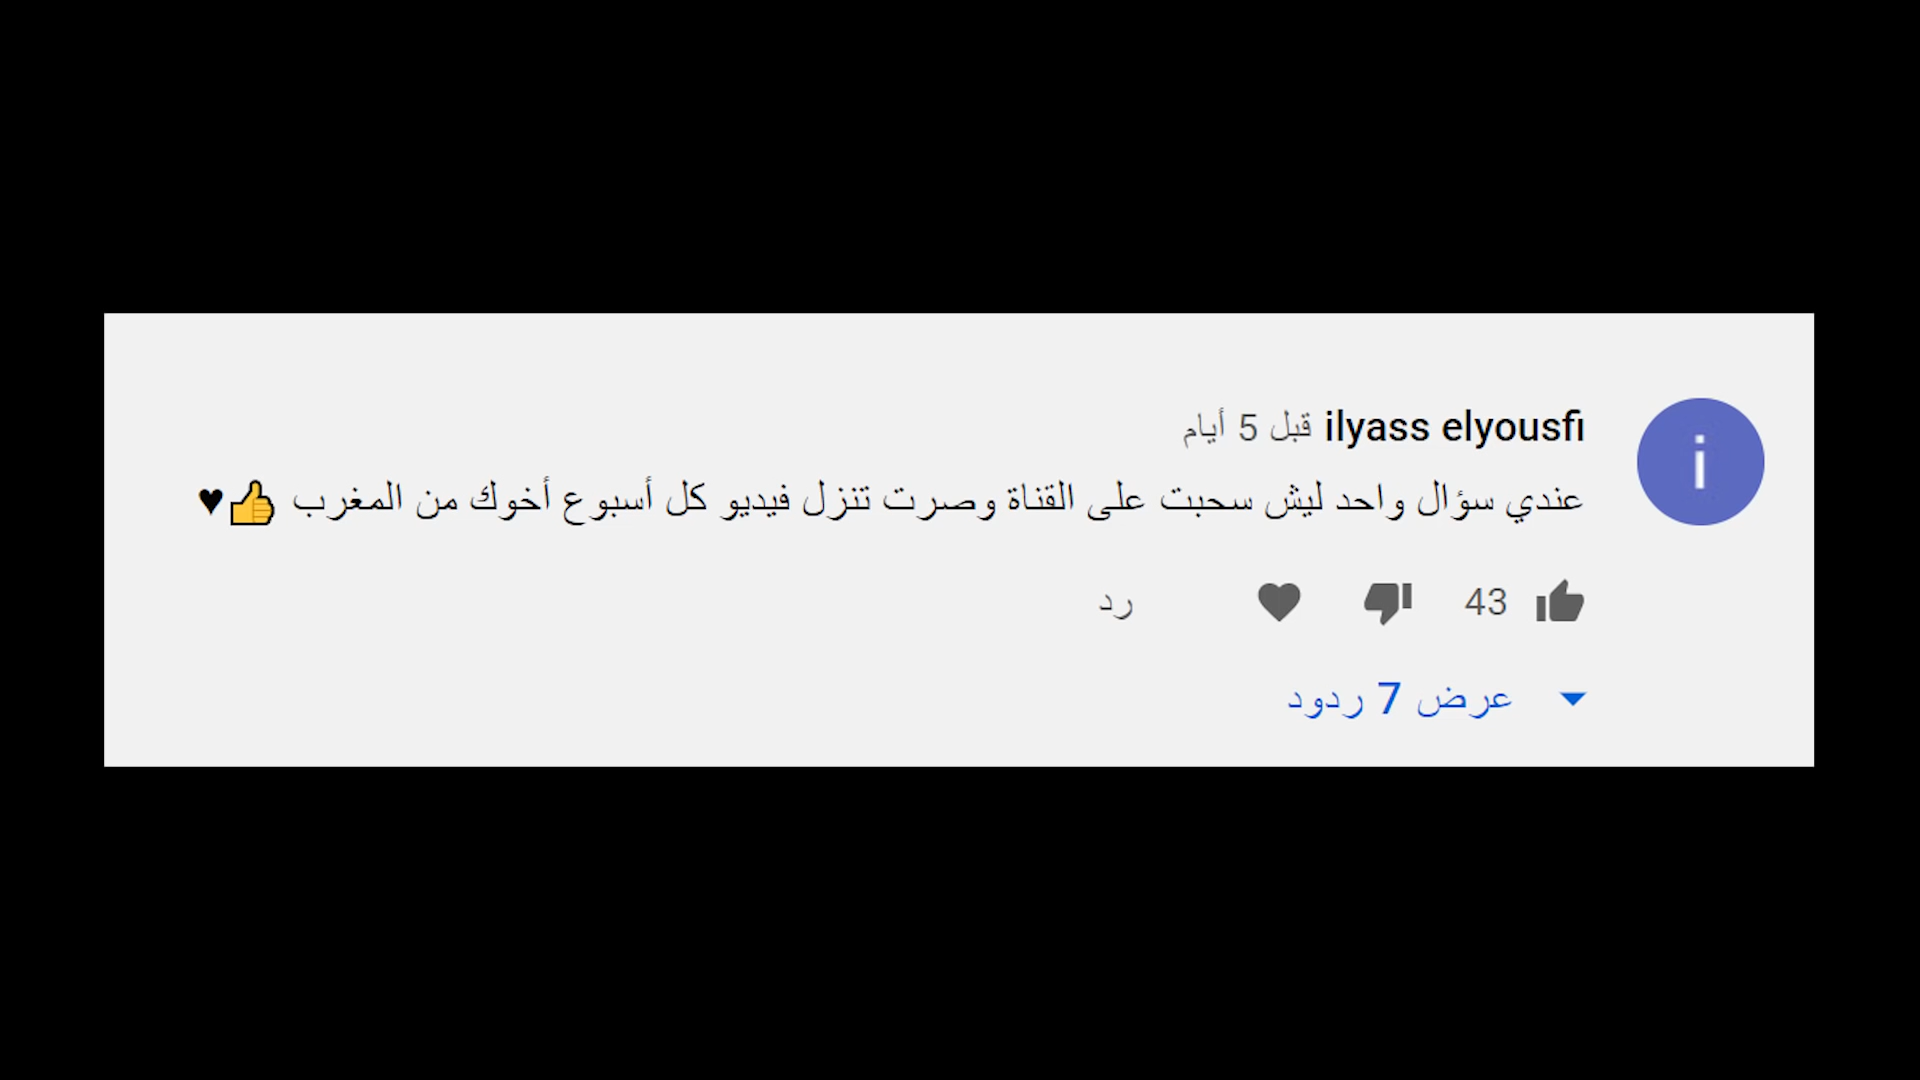 ilyass elyousfi قبل 5 أيام
i
عندي سؤال واحد ليش سحبت على القناة وصرت تنزل فيديو كل أسبوع أخوك من المغرب 👍♥
43
رد
عرض 7 ردود